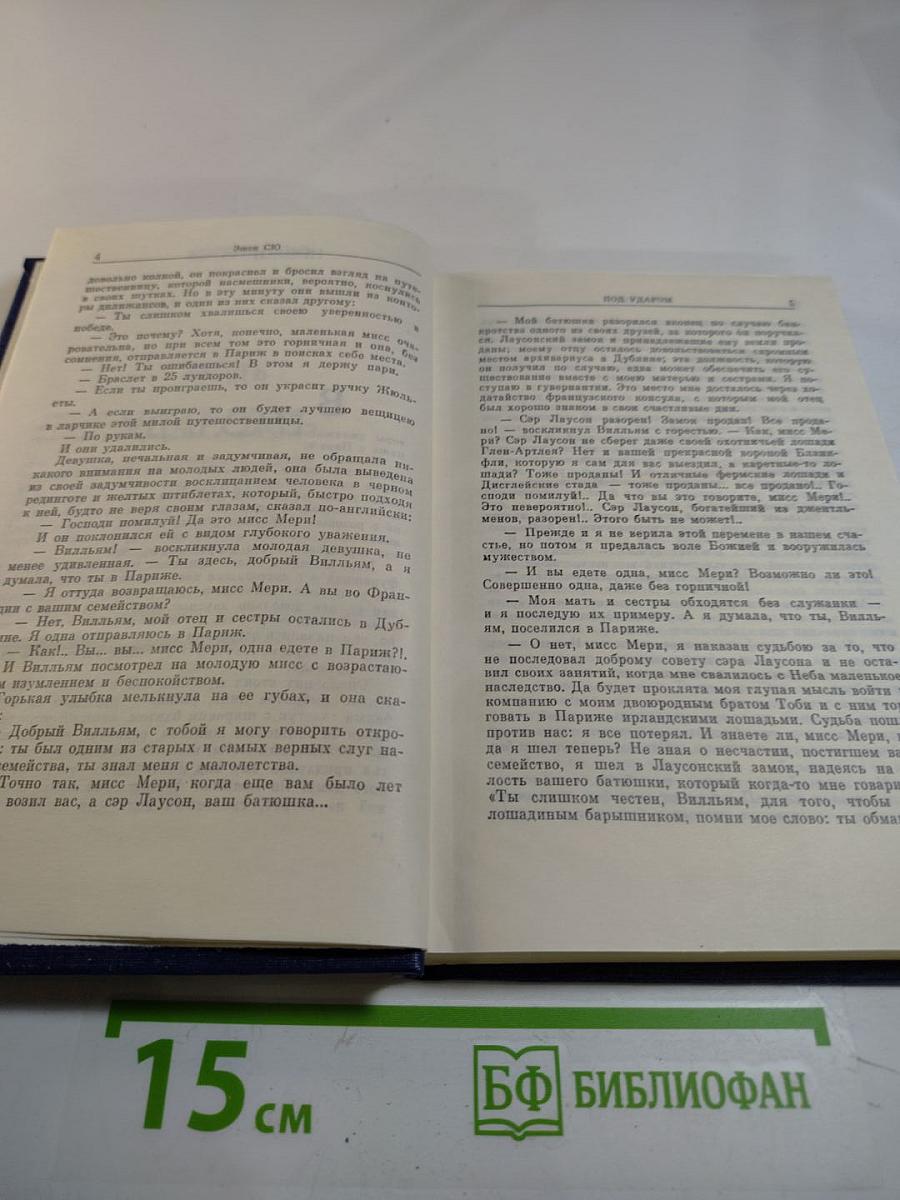 4
Эжен СЮ
довольно колкой, он покраснел и бросил взгляд на путе-
шественницу, которой насмешники, вероятно, коснулись
в своих шутках. Но в эту минуту они вышли из конто-
ры дилижансов, и один из них сказал другому:
— Ты слишком хвалишься своею уверенностью в
победе.
— Это почему? Хотя, конечно, маленькая мисс оча-
ровательна, но при всем том это горничная и она, без
сомнения, отправляется в Париж в поисках себе места.
— Нет! Ты ошибаешься! В этом я держу пари.
— Браслет в 25 луидоров.
— Если ты проиграешь, то он украсит ручку Жюль-
еты.
— А если выиграю, то он будет лучшею вещицею
в ларчике этой милой путешественницы.
— По рукам.
И они удалились.
Девушка, печальная и задумчивая, не обращала ни-
какого внимания на молодых людей, она была выведена
из своей задумчивости восклицанием человека в черном
рединготе и желтых штиблетах, который, быстро подходя
к ней, будто не веря своим глазам, сказал по-английски:
— Господи помилуй! Да это мисс Мери!
И он поклонился ей с видом глубокого уважения.
— Вилльям! — воскликнула молодая девушка, не
менее удивленная. — Ты здесь, добрый Вилльям, а я
думала, что ты в Париже.
— Я оттуда возвращаюсь, мисс Мери. А вы во Фран-
ции с вашим семейством?
— Нет, Вилльям, мой отец и сестры остались в Дуб-
ине. Я одна отправляюсь в Париж.
— Как!.. Вы... вы... мисс Мери, одна едете в Париж?!.
И Вилльям посмотрел на молодую мисс с возрастаю-
м изумлением и беспокойством.
Горькая улыбка мелькнула на ее губах, и она ска-
:
Добрый Вилльям, с тобой я могу говорить откро-
: ты был одним из старых и самых верных слуг на-
семейства, ты знал меня с малолетства.
Точно так, мисс Мери, когда еще вам было лет
возил вас, а сэр Лаусон, ваш батюшка...
ПОД УДАРОМ
5
— Мой батюшка разорился вконец по случаю бан-
кротства одного из своих друзей, за которого он поручил-
ся. Лаусонский замок и принадлежащие ему земли про-
даны; моему отцу осталось довольствоваться скромным
местом архивариуса в Дублине; эта должность, которую
он получил по случаю, едва может обеспечить его су-
ществование вместе с моею матерью и сестрами. Я по-
ступаю в гувернантки. Это место мне досталось через хо-
датайство французского консула, с которым мой отец
был хорошо знаком в свои счастливые дни.
— Сэр Лаусон разорен! Замок продан! Все прода-
но! — воскликнул Вилльям с горестью. — Как, мисс Ме-
ри? Сэр Лаусон не сберег даже своей охотничьей лошади
Глен-Артлея? Нет и вашей прекрасной вороной Блэк-
фли, которую я сам для вас выездил, а каретные-то ло-
шади? Тоже проданы! И отличные фермские лошади и
Дисглейские стада — тоже проданы... все продано!.. Го-
споди помилуй!.. Да что вы это говорите, мисс Мери!..
Это невероятно!.. Сэр Лаусон, богатейший из джентль-
менов, разорен!.. Этого быть не может!..
— Прежде и я не верила этой перемене в нашем сча-
стье, но потом я предалась воле Божией и вооружилась
мужеством.
— И вы едете одна, мисс Мери? Возможно ли это!
Совершенно одна, даже без горничной!
— Моя мать и сестры обходятся без служанки —
и я последую их примеру. А я думала, что ты, Вилль-
ям, поселился в Париже.
— О нет, мисс Мери, я наказан судьбою за то, что
не последовал доброму совету сэра Лаусона и не оста-
вил своих занятий, когда мне свалилось с Неба маленькое
наследство. Да будет проклята моя глупая мысль войти
компанию с моим двоюродным братом Тоби и с ним тор
говать в Париже ирландскими лошадьми. Судьба пош
против нас: я все потерял. И знаете ли, мисс Мери,
да я шел теперь? Не зная о несчастии, постигшем ва
семейство, я шел в Лаусонский замок, надеясь на
лость вашего батюшки, который когда-то мне говари
«Ты слишком честен, Вилльям, для того, чтобы
лошадиным барышником, помни мое слово: ты обма
15 см
БФ БИБЛИОФАН